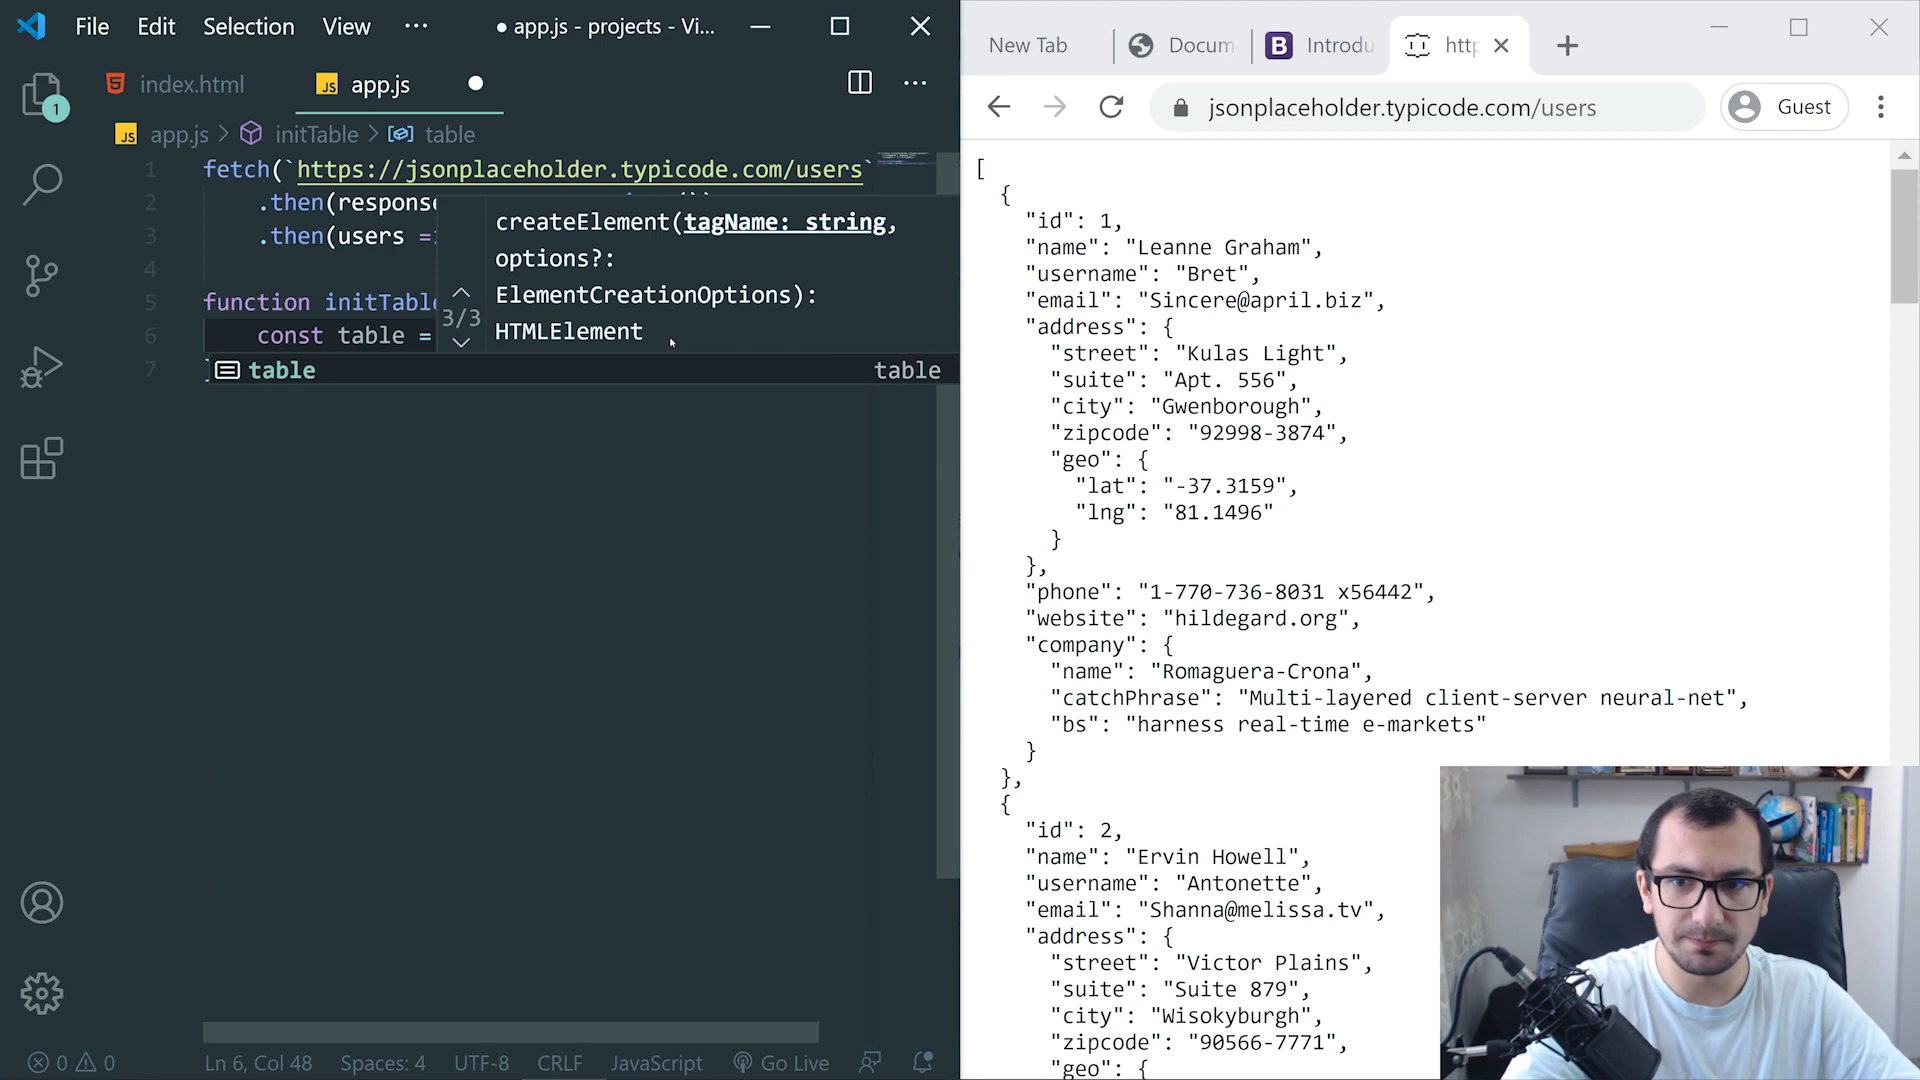 File Edit Selection View ··· ● app.js - projects - Vi...
index.html
JS app.js
1
JS app.js > initTable > table
1 fetch(`https://jsonplaceholder.typicode.com/users`
2 .then(response
3 .then(users =
4
5 function initTable
6 const table =
7
createElement(tagName: string,
options?:
ElementCreationOptions):
HTMLElement
3/3
table table
0 0 Ln 6, Col 48 Spaces: 4 UTF-8 CRLF JavaScript Go Live
New Tab Docum B Introdu http
jsonplaceholder.typicode.com/users Guest
[
{
"id": 1,
"name": "Leanne Graham",
"username": "Bret",
"email": "Sincere@april.biz",
"address": {
"street": "Kulas Light",
"suite": "Apt. 556",
"city": "Gwenborough",
"zipcode": "92998-3874",
"geo": {
"lat": "-37.3159",
"lng": "81.1496"
}
},
"phone": "1-770-736-8031 x56442",
"website": "hildegard.org",
"company": {
"name": "Romaguera-Crona",
"catchPhrase": "Multi-layered client-server neural-net",
"bs": "harness real-time e-markets"
}
},
{
"id": 2,
"name": "Ervin Howell",
"username": "Antonette",
"email": "Shanna@melissa.tv",
"address": {
"street": "Victor Plains",
"suite": "Suite 879",
"city": "Wisokyburgh",
"zipcode": "90566-7771",
"geo": {